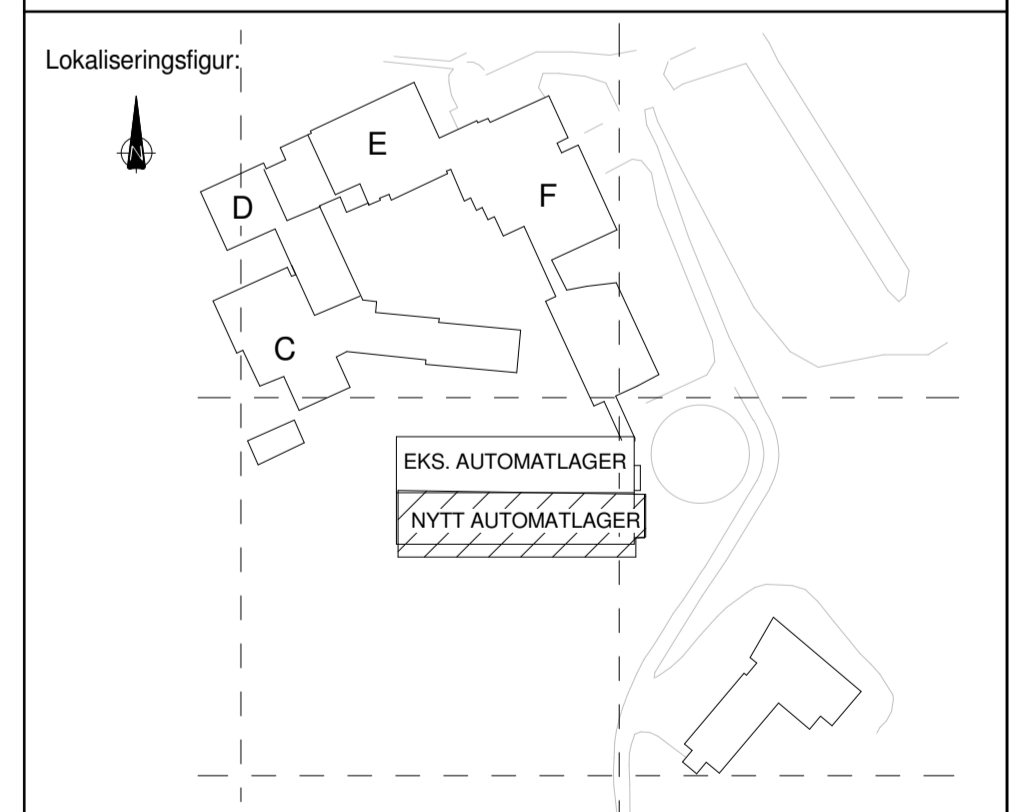 Lokaliseringsfigur:
N
E
D
F
C
EKS. AUTOMATLAGER
NYTT AUTOMATLAGER